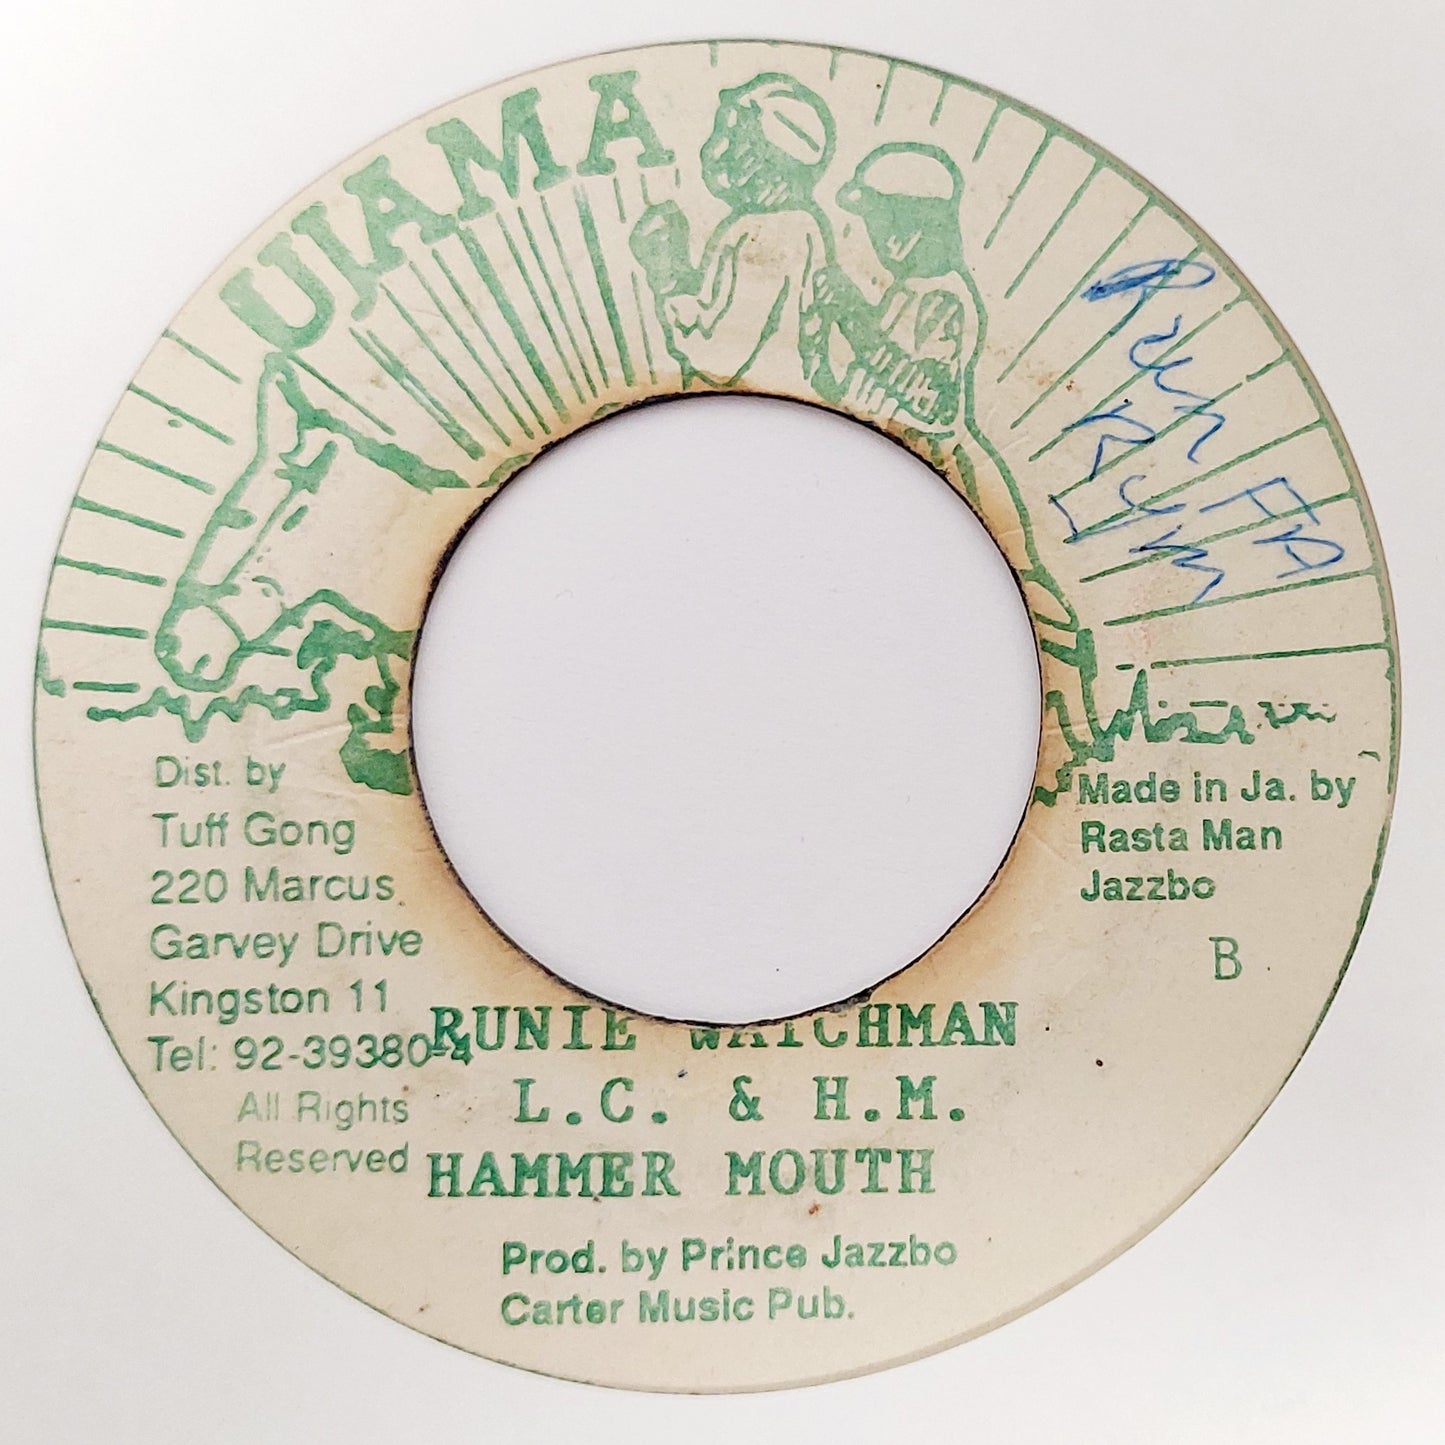 UJAMA
Run FA
Rym
Dist. by
Tuff Gong
220 Marcus
Garvey Drive
Kingston 11
Tel: 92-39380-4
All Rights
Reserved
Made in Ja. by
Rasta Man
Jazzbo
B
RUNIE WATCHMAN
L.C. & H.M.
HAMMER MOUTH
Prod. by Prince Jazzbo
Carter Music Pub.